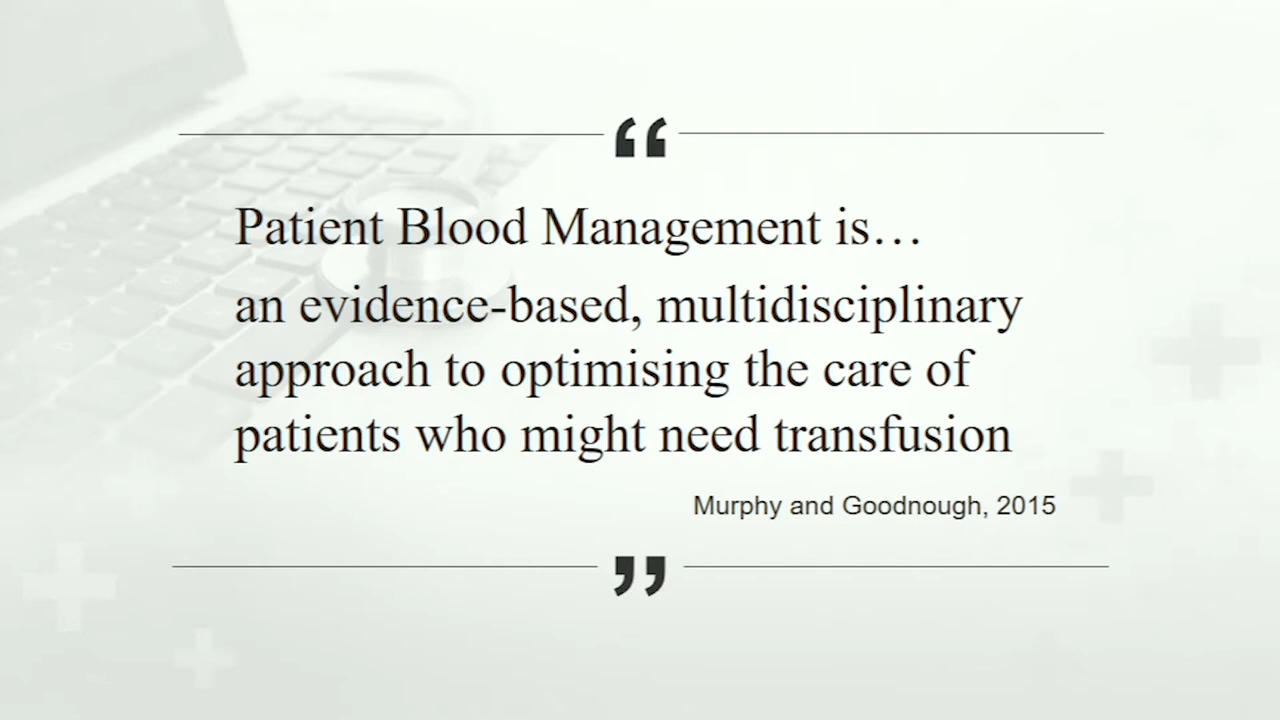 “
Patient Blood Management is…
an evidence-based, multidisciplinary
approach to optimising the care of
patients who might need transfusion
Murphy and Goodnough, 2015
”